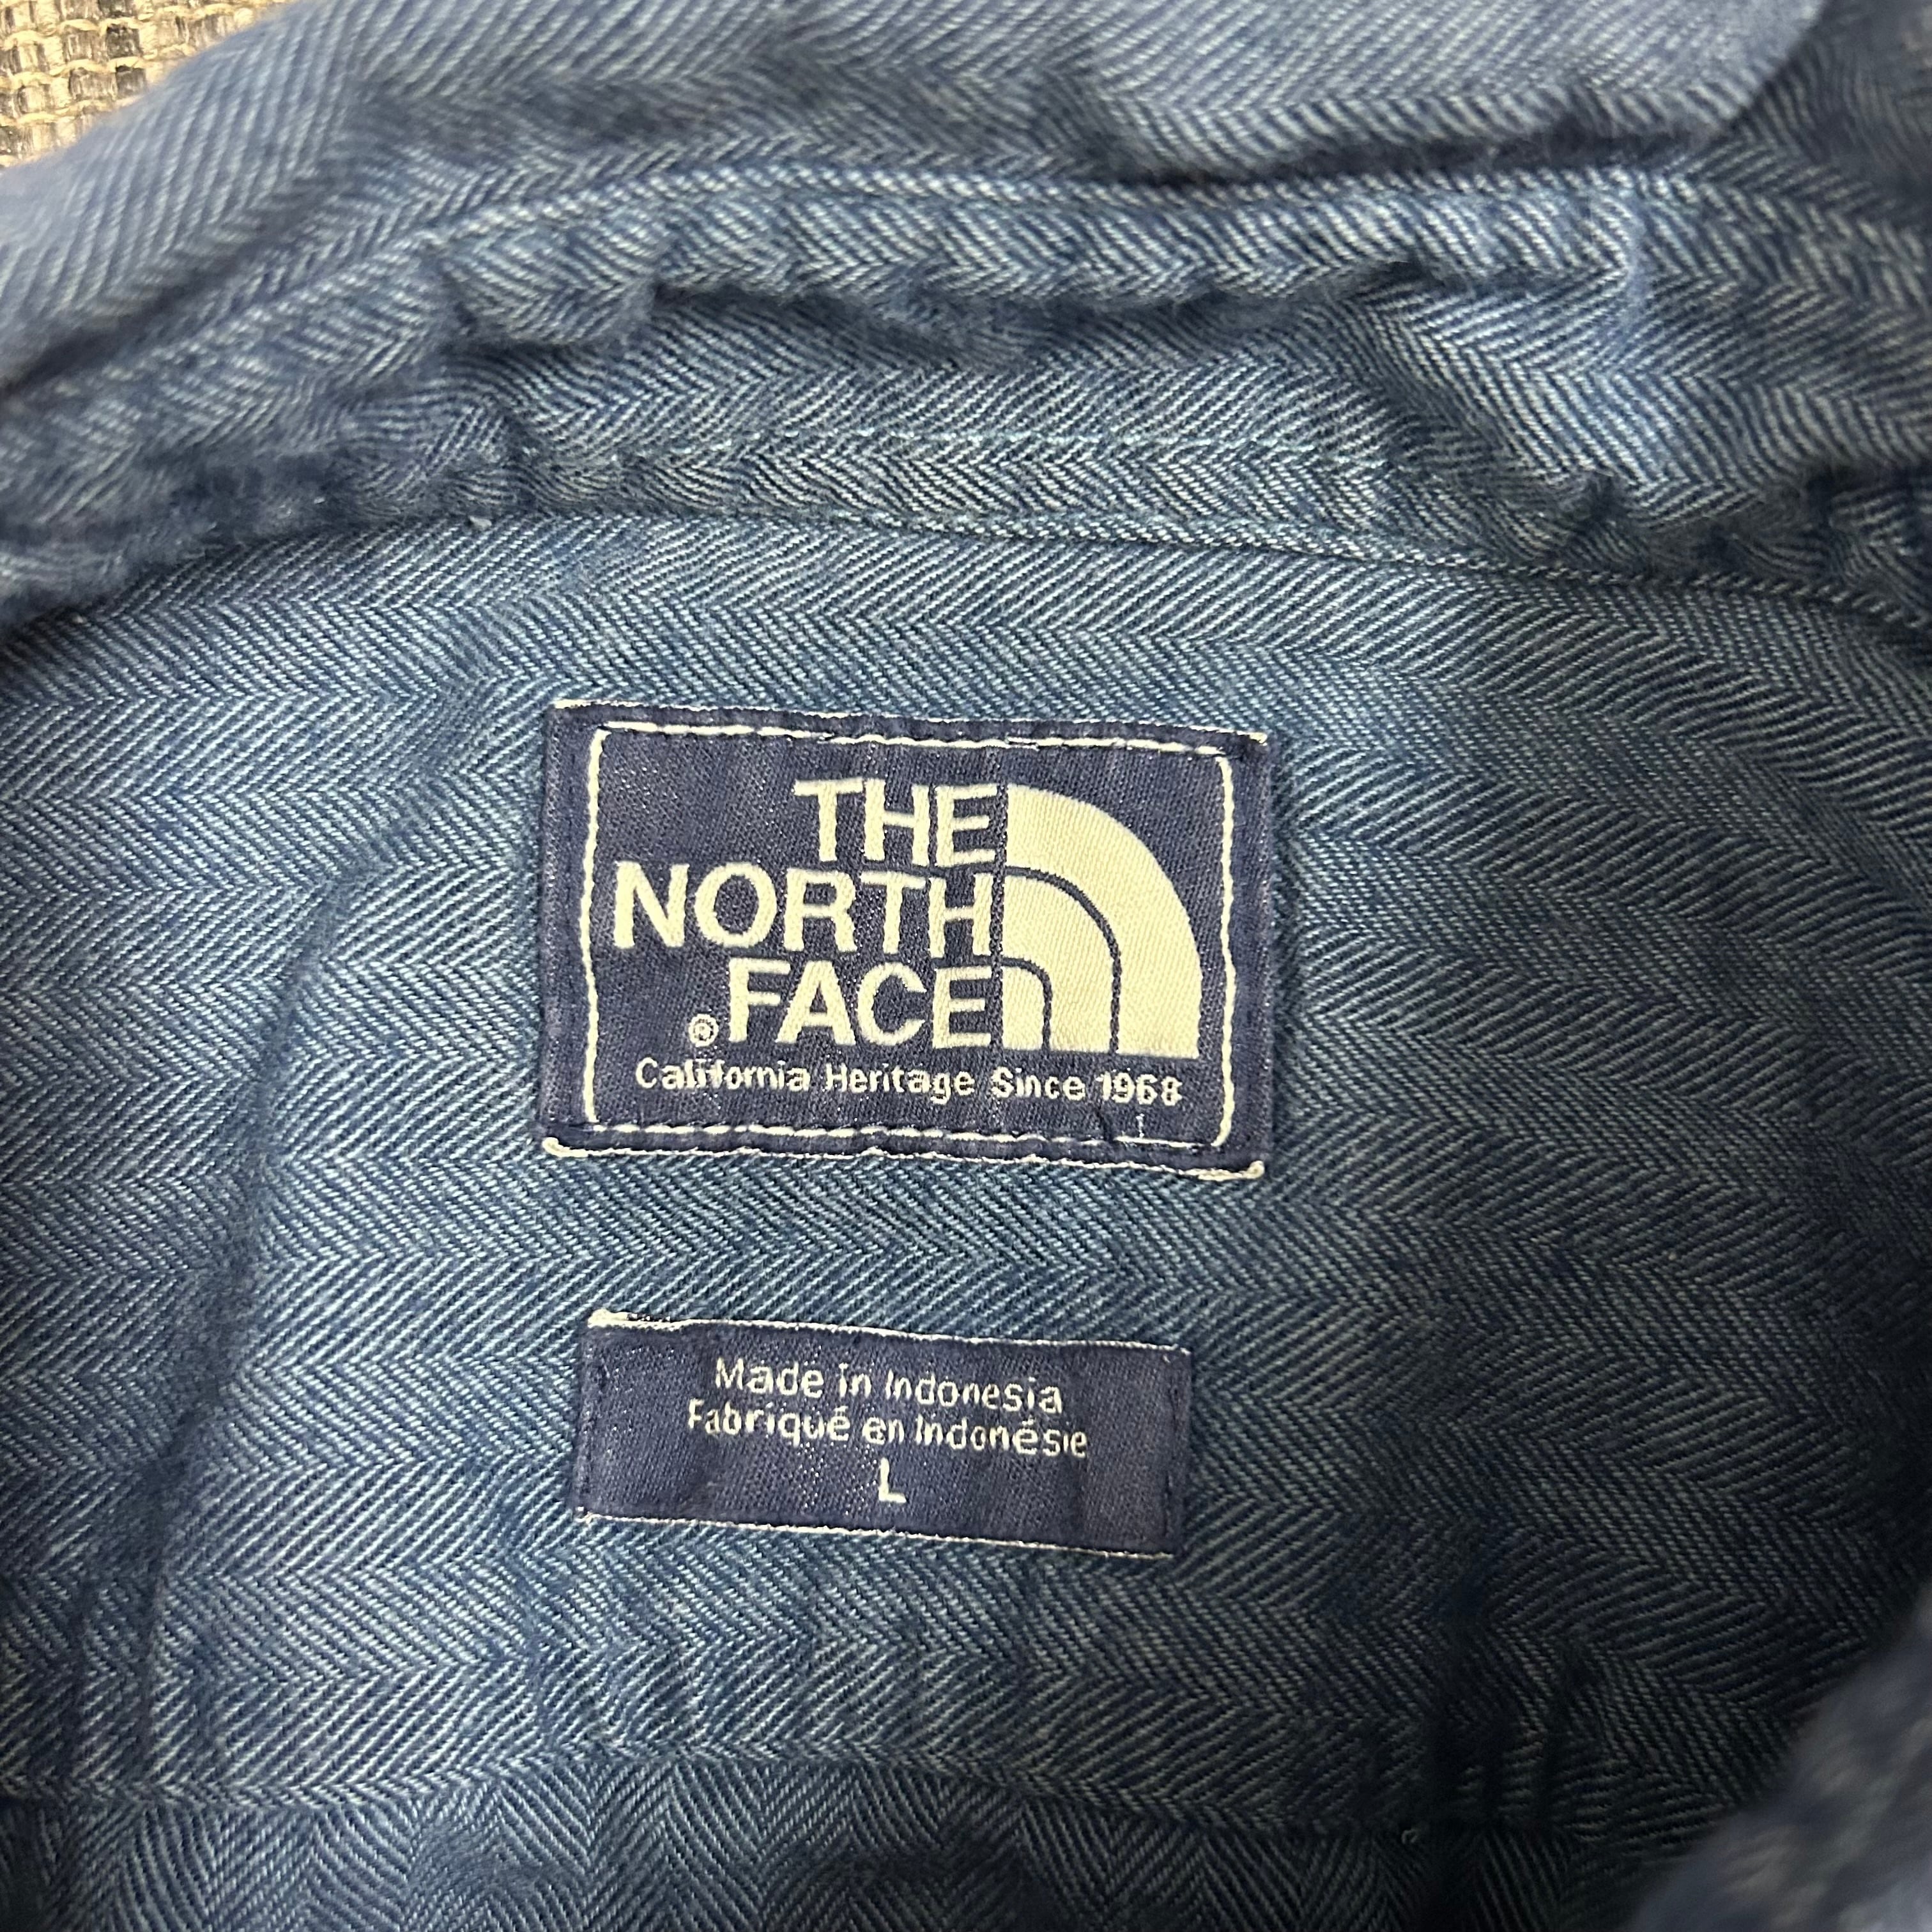 THE
NORTH
®FACE
California Heritage Since 1968
Made in Indonesia
Fabriqué en Indonésie
L